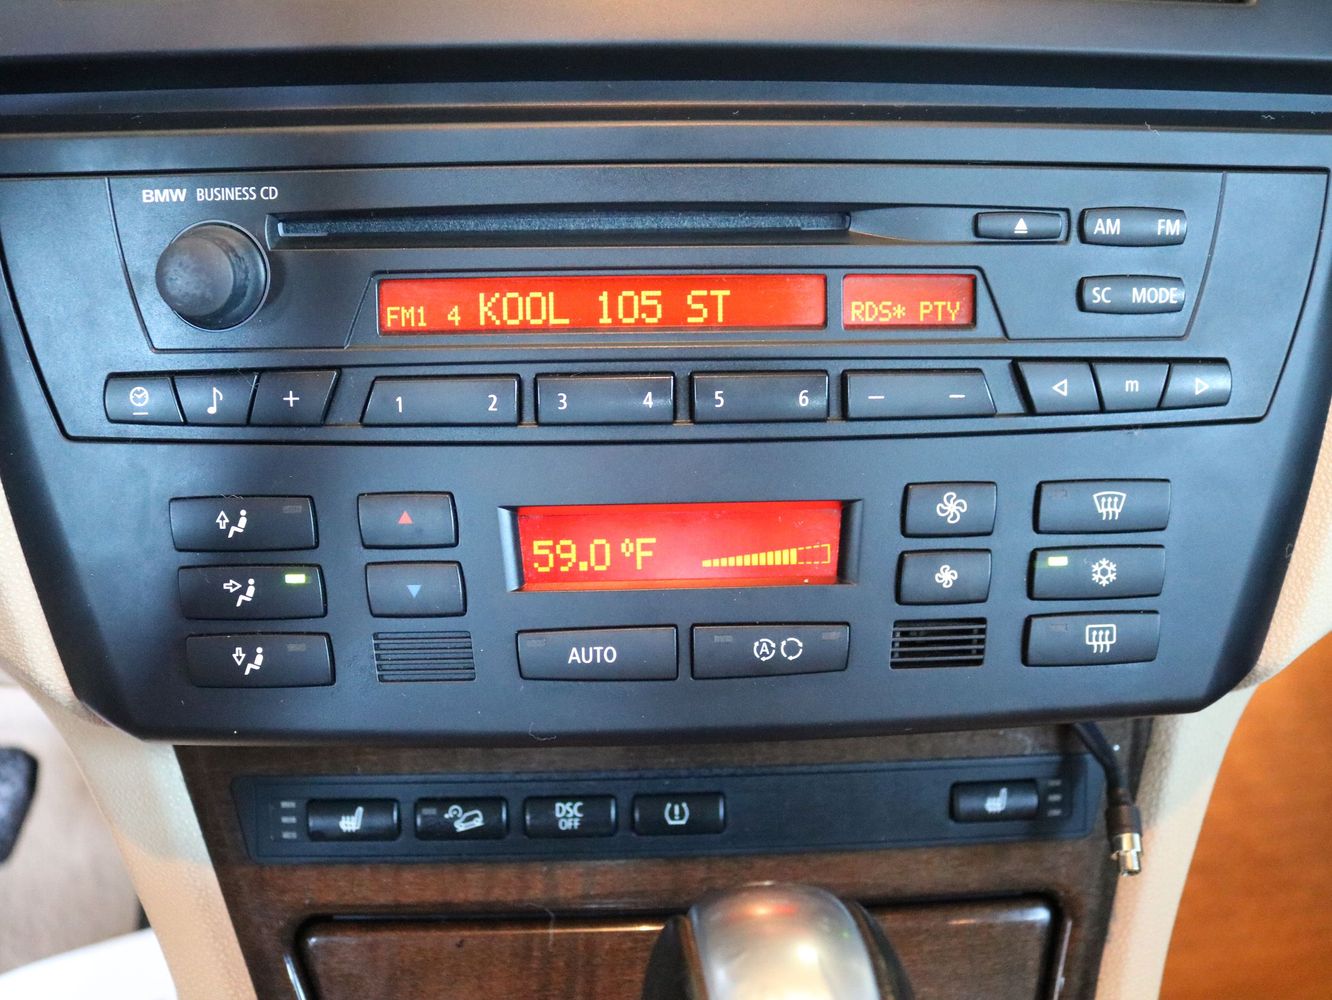 BMW BUSINESS CD
AM FM
FM1 4 KOOL 105 ST
RDS* PTY
SC MODE
+ 1 2 3 4 5 6 — — m
59.0 °F
AUTO
A
DSC
OFF